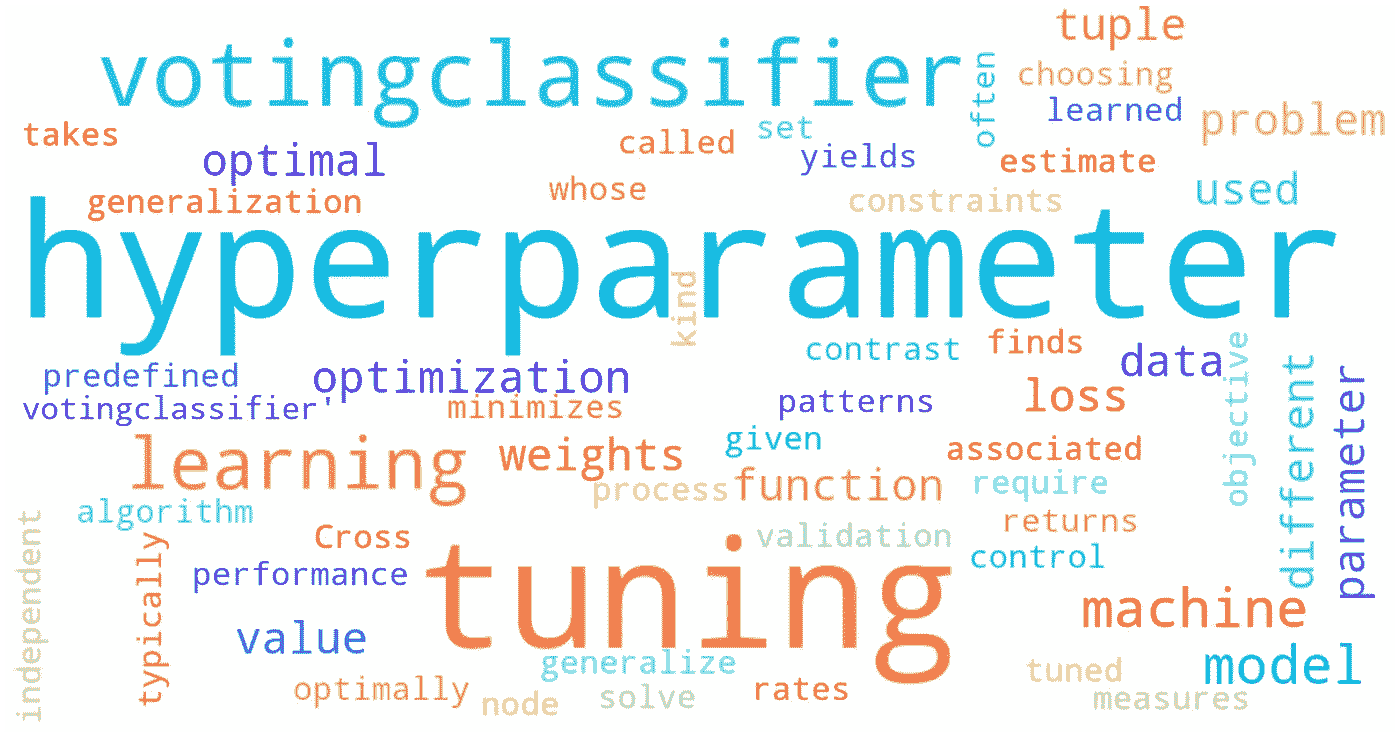 tuple
votingclassifier
often
choosing
learned
problem
takes
called
set
optimal
yields
estimate
generalization
whose
constraints
used
hyperparameter
kind
contrast
finds
data
objective
different
parameter
predefined
optimization
votingclassifier'
minimizes
patterns
loss
learning
weights
given
associated
process
function
require
algorithm
independent
typically
Cross
validation
returns
control
performance
tuning
machine
value
generalize
model
optimally
node
solve
rates
tuned
measures